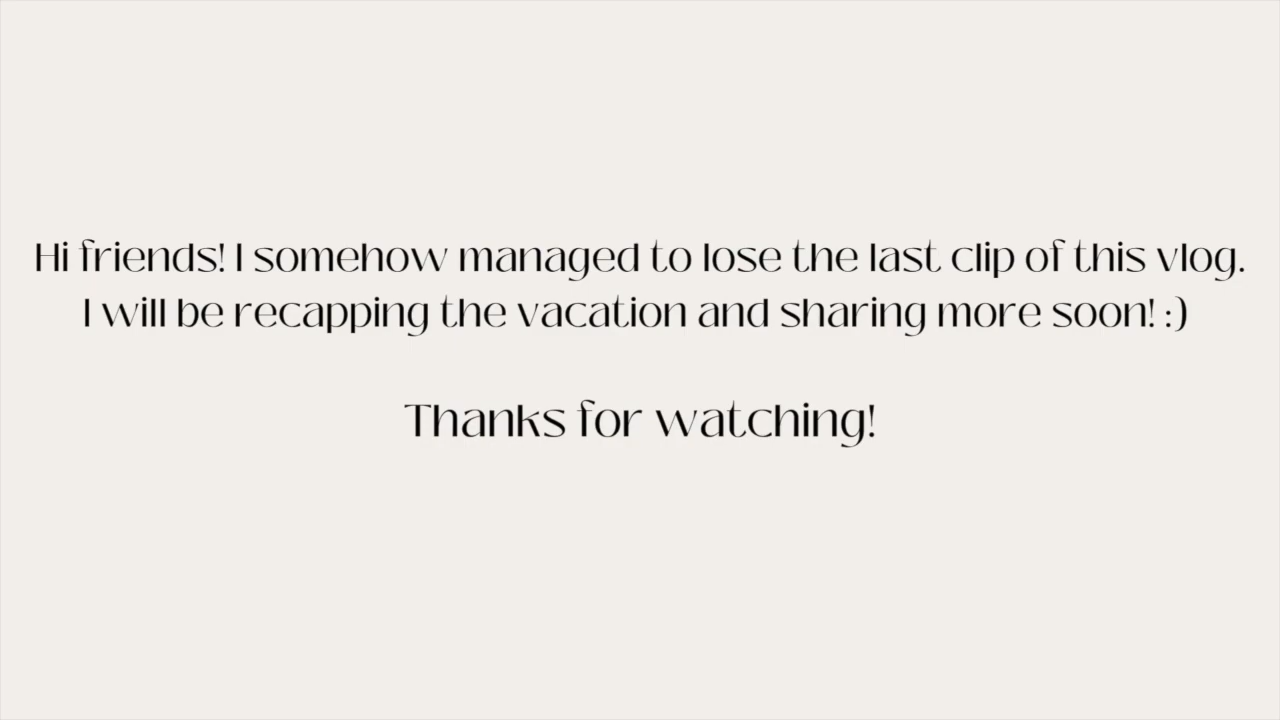 Hi friends! I somehow managed to lose the last clip of this vlog.
I will be recapping the vacation and sharing more soon! :)
Thanks for watching!